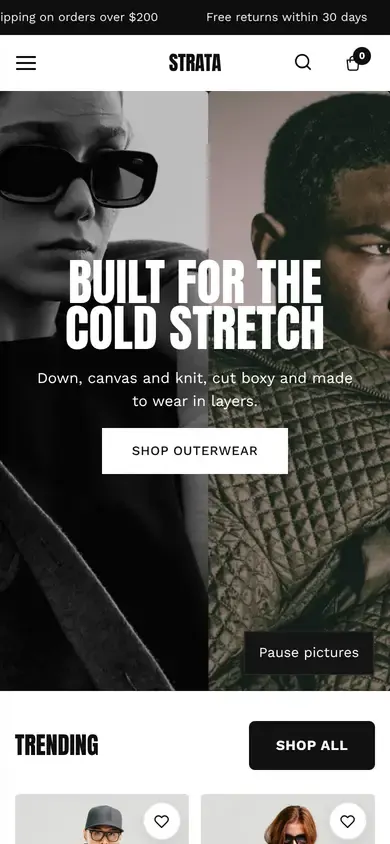 ipping on orders over $200 Free returns within 30 days
STRATA
0
BUILT FOR THE
COLD STRETCH
Down, canvas and knit, cut boxy and made
to wear in layers.
SHOP OUTERWEAR
Pause pictures
TRENDING
SHOP ALL